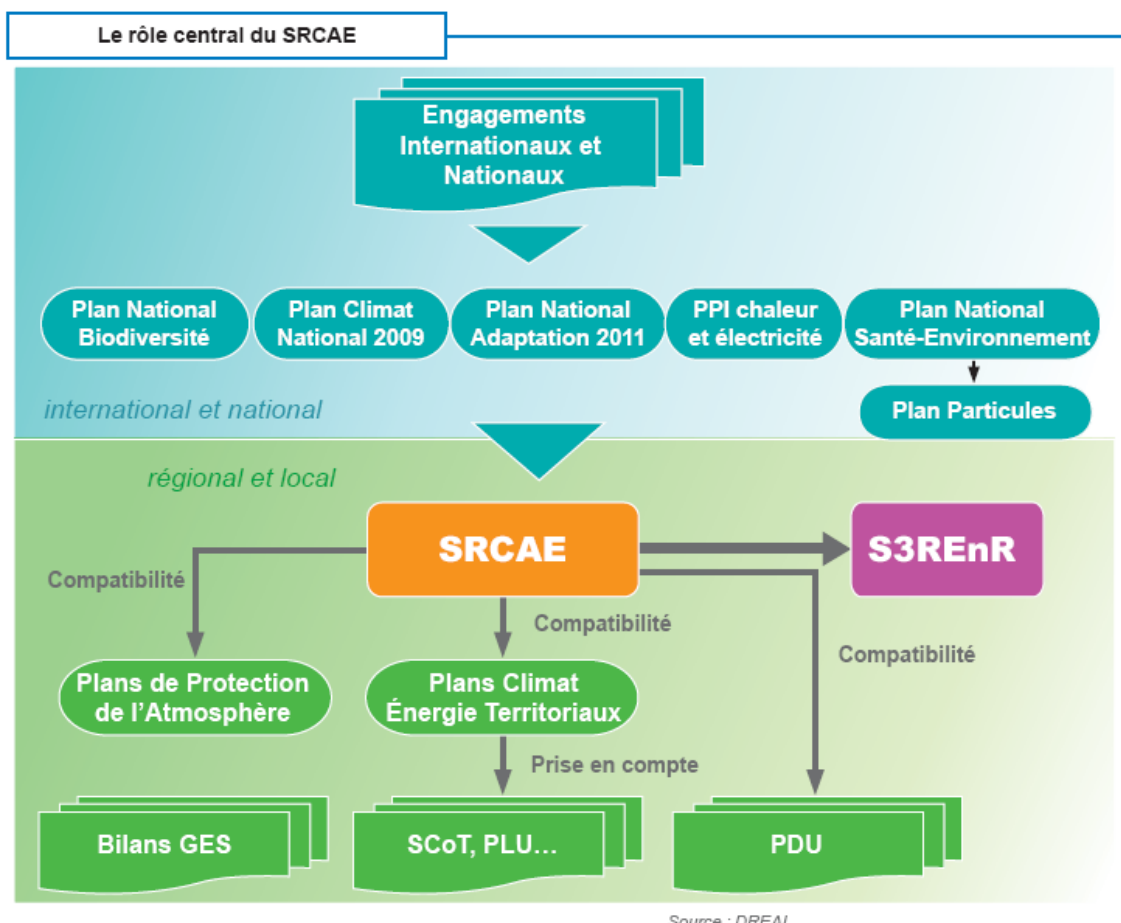 Le rôle central du SRCAE
Engagements
Internationaux et
Nationaux
Plan National
Biodiversité
Plan Climat
National 2009
Plan National
Adaptation 2011
PPI chaleur
et électricité
Plan National
Santé-Environnement
Plan Particules
international et national
régional et local
SRCAE
S3REnR
Compatibilité
Compatibilité
Compatibilité
Plans de Protection
de l'Atmosphère
Plans Climat
Énergie Territoriaux
Prise en compte
Bilans GES
SCoT, PLU...
PDU
Source : DREAL